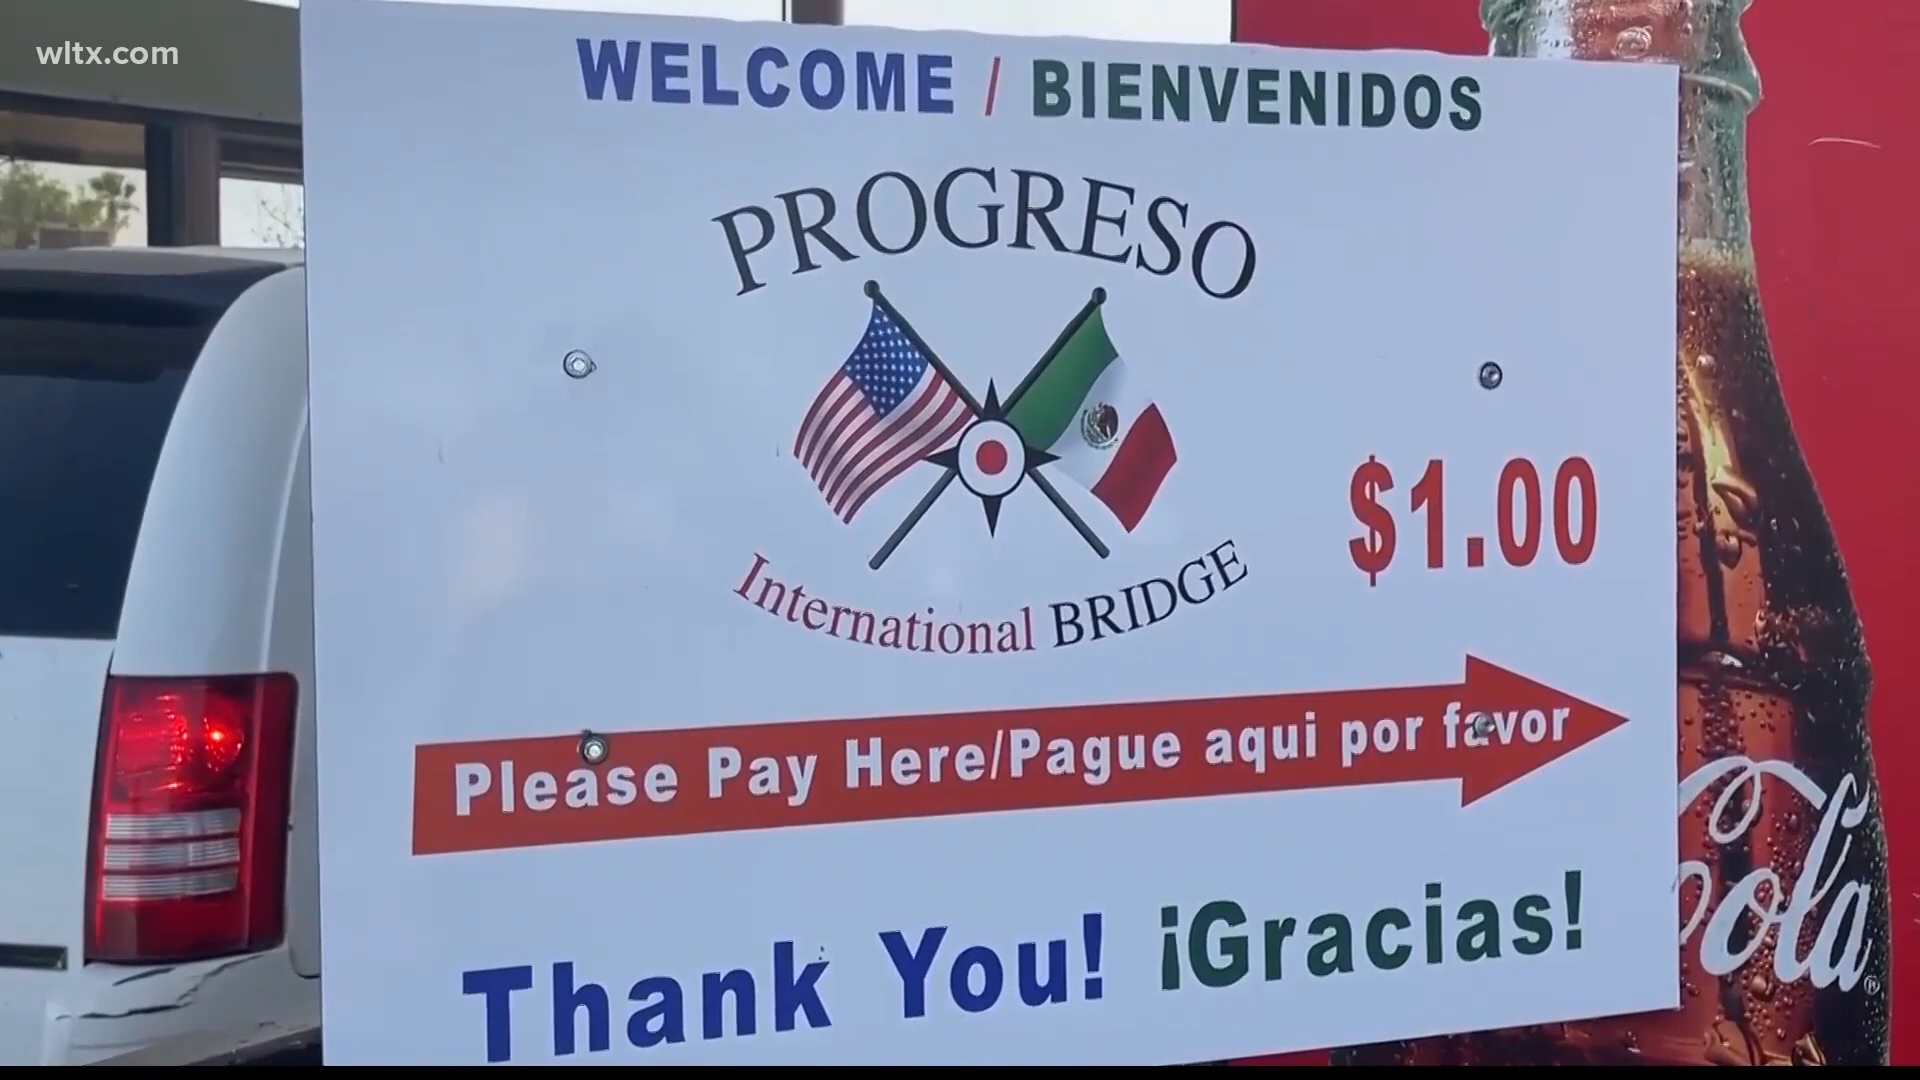 wltx.com
WELCOME / BIENVENIDOS
PROGRESO
International BRIDGE
$1.00
Please Pay Here/Pague aqui por favor
Thank You! ¡Gracias!
Cola